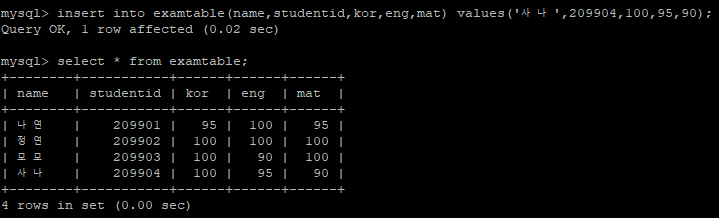 mysql> insert into examtable(name,studentid,kor,eng,mat) values('사나',209904,100,95,90);
Query OK, 1 row affected (0.02 sec)
mysql> select * from examtable;
+--------+-----------+------+------+------+
| name   | studentid | kor  | eng  | mat  |
+--------+-----------+------+------+------+
| 나연   |    209901 |   95 |  100 |   95 |
| 정연   |    209902 |  100 |  100 |  100 |
| 모모   |    209903 |  100 |   90 |  100 |
| 사나   |    209904 |  100 |   95 |   90 |
+--------+-----------+------+------+------+
4 rows in set (0.00 sec)